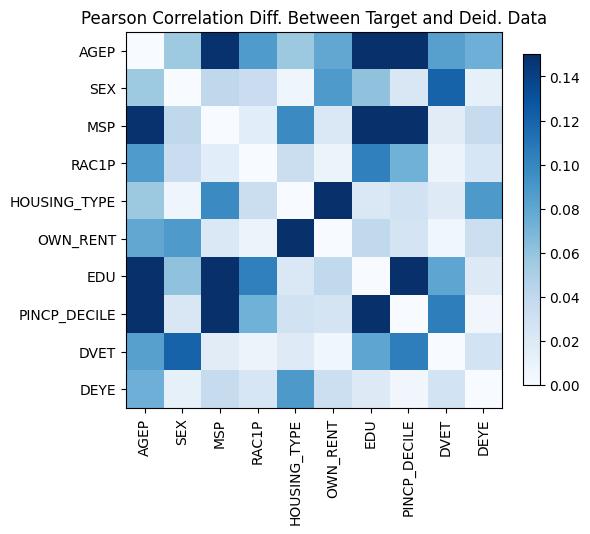 Pearson Correlation Diff. Between Target and Deid. Data
AGEP
SEX
MSP
RAC1P
HOUSING_TYPE
OWN_RENT
EDU
PINCP_DECILE
DVET
DEYE
AGEP
SEX
MSP
RAC1P
HOUSING_TYPE
OWN_RENT
EDU
PINCP_DECILE
DVET
DEYE
0.14
0.12
0.10
0.08
0.06
0.04
0.02
0.00